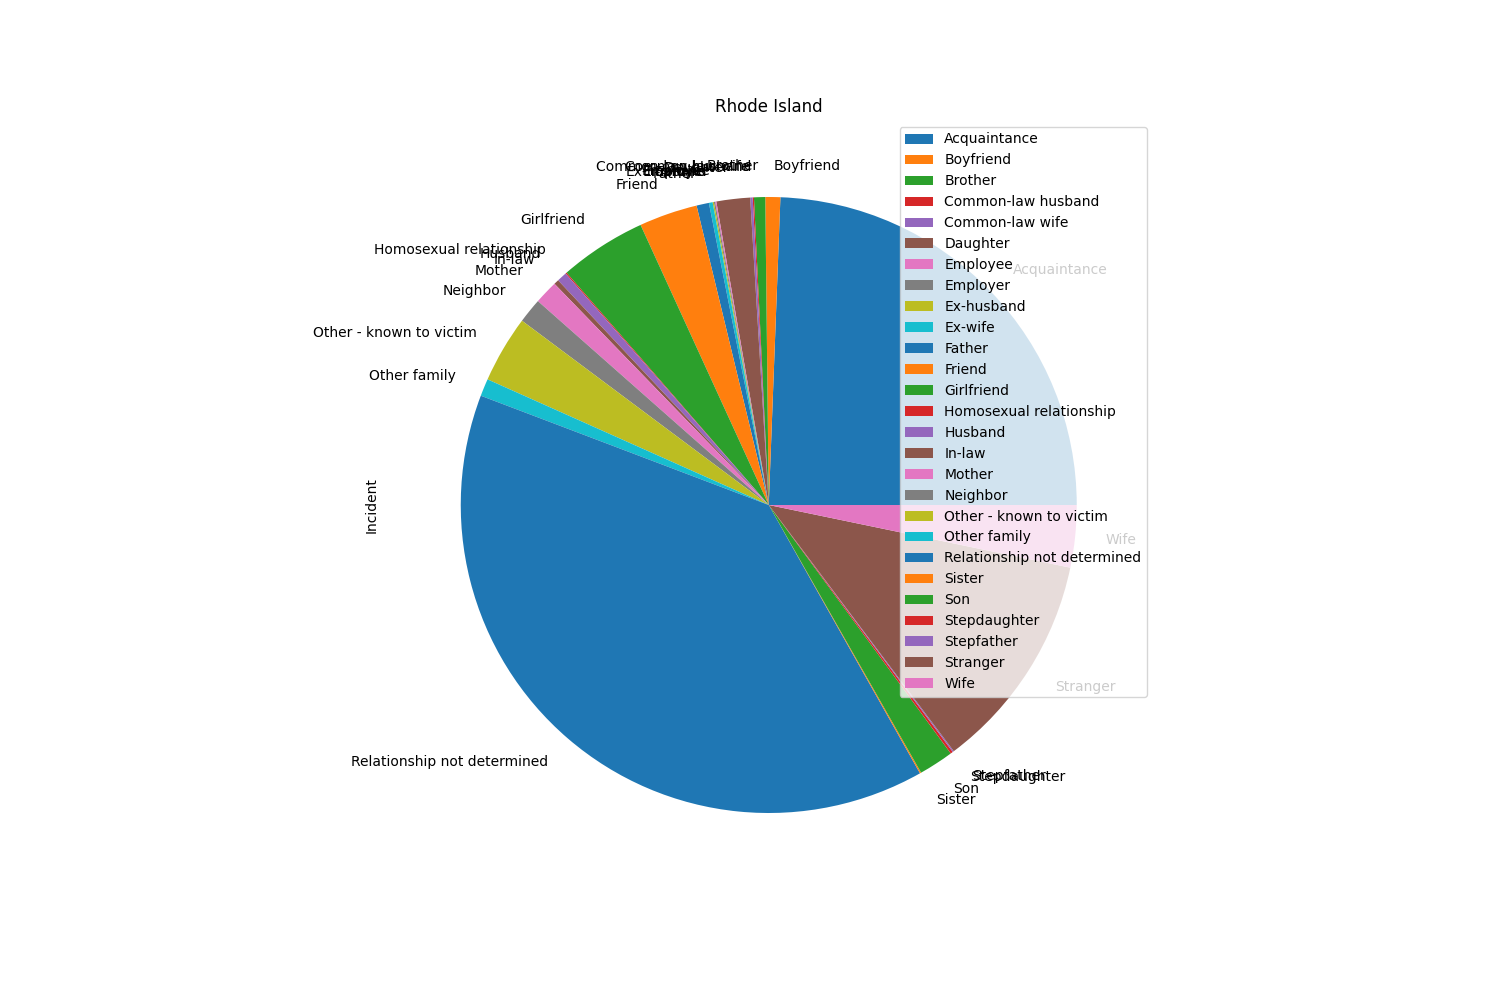 Rhode Island
Boyfriend
Brother
Friend
Girlfriend
Homosexual relationship
Husband
In-law
Mother
Neighbor
Other - known to victim
Other family
Incident
Relationship not determined
Sister
Son
Stepdaughter
Stepfather
Stranger
Wife
Acquaintance
Acquaintance
Boyfriend
Brother
Common-law husband
Common-law wife
Daughter
Employee
Employer
Ex-husband
Ex-wife
Father
Friend
Girlfriend
Homosexual relationship
Husband
In-law
Mother
Neighbor
Other - known to victim
Other family
Relationship not determined
Sister
Son
Stepdaughter
Stepfather
Stranger
Wife